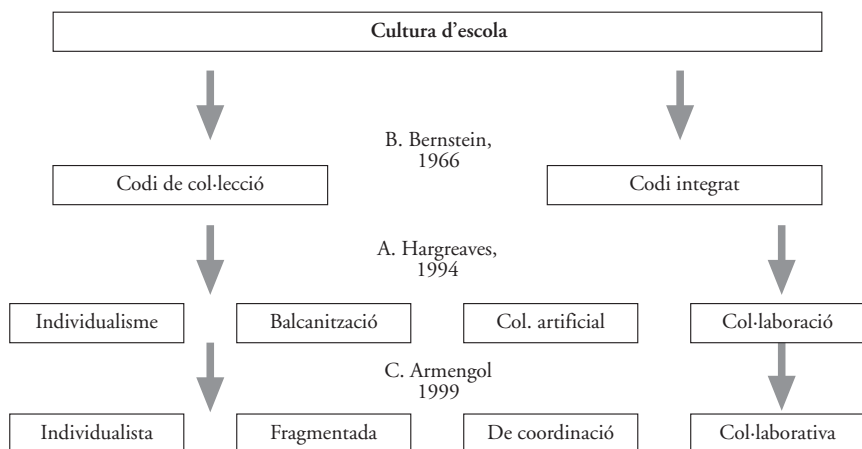 Cultura d'escola
B. Bernstein,
1966
Codi de col·lecció
Codi integrat
A. Hargreaves,
1994
Individualisme
Balcanització
Col. artificial
Col·laboració
C. Armengol
1999
Individualista
Fragmentada
De coordinació
Col·laborativa